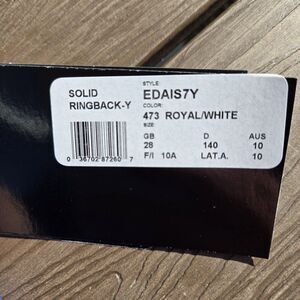 SOLID
RINGBACK-Y
STYLE:
EDAIS7Y
COLOR:
473 ROYAL/WHITE
SIZE:
GB D AUS
28 140 10
F/I 10A LAT.A. 10
0 36702 87260 7